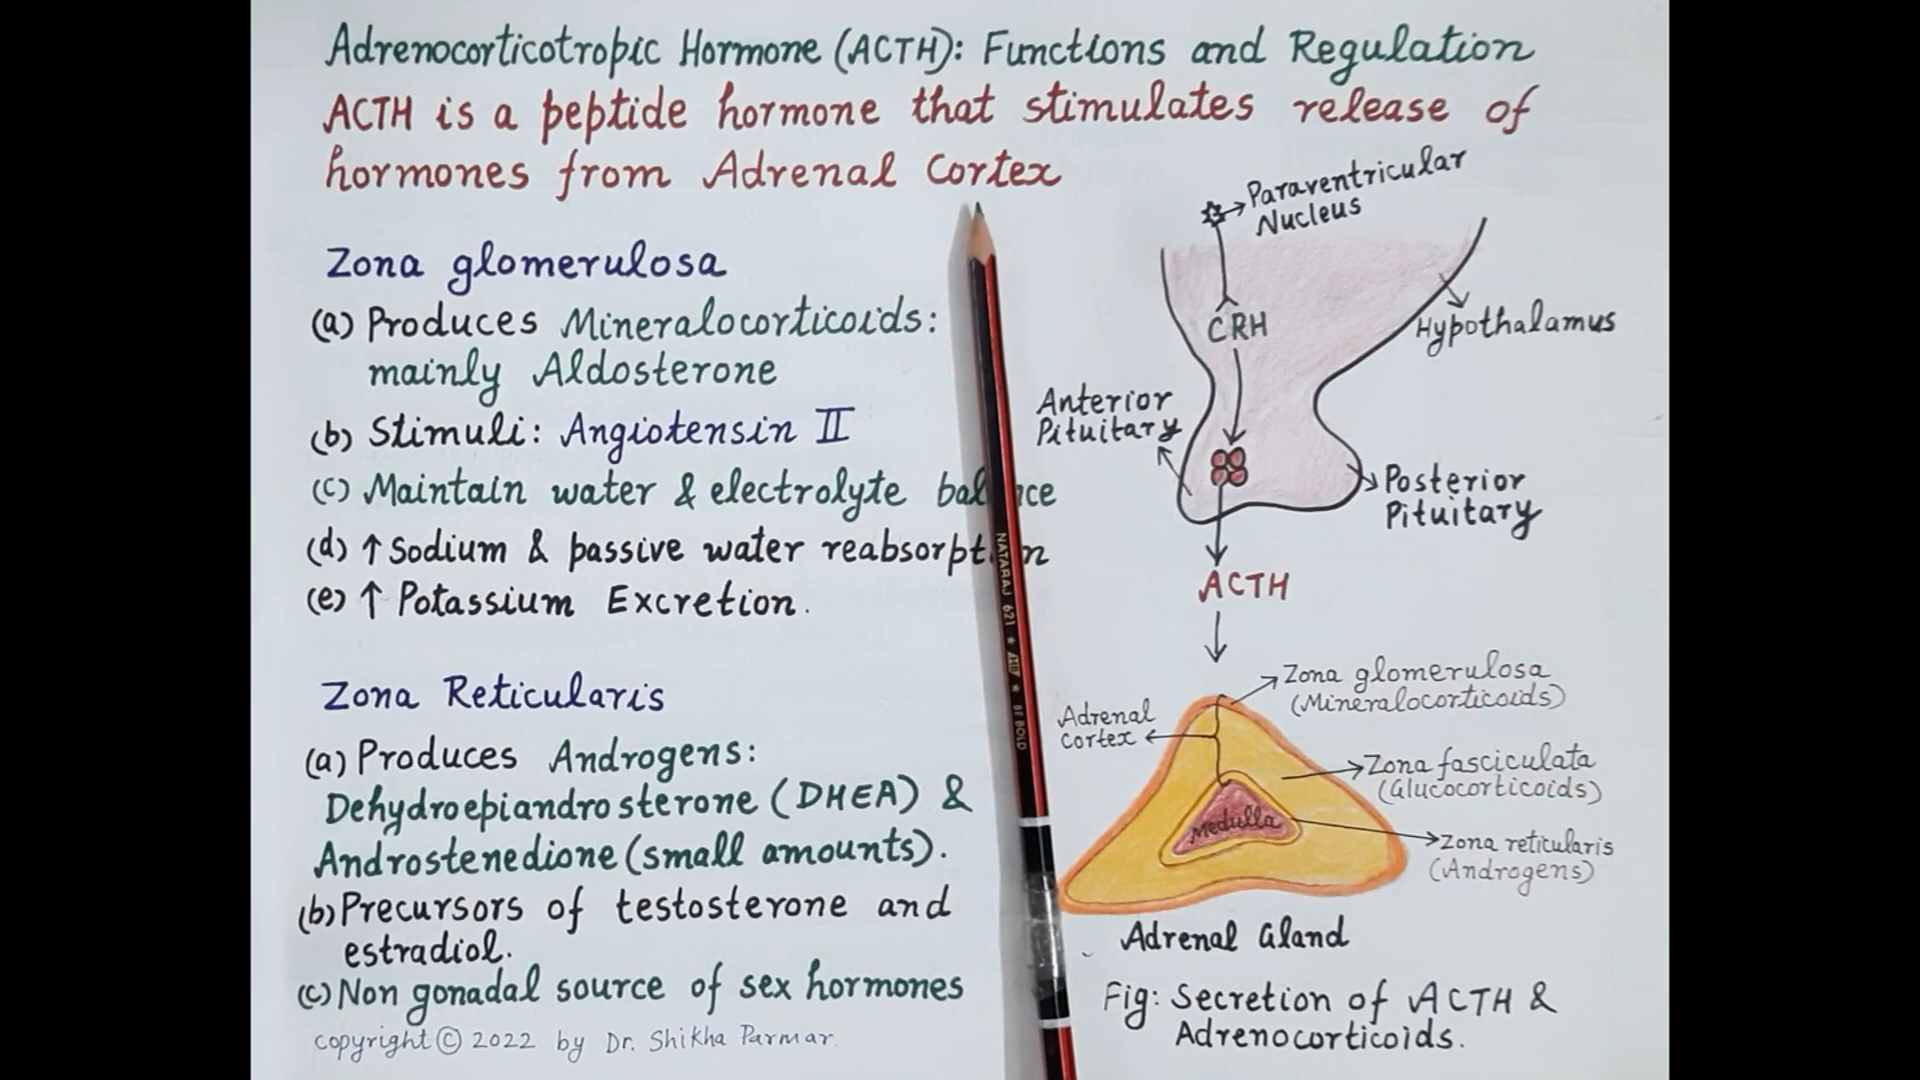 Adrenocorticotropic Hormone (ACTH): Functions and Regulation
ACTH is a peptide hormone that stimulates release of
hormones from Adrenal Cortex
Zona glomerulosa
(a) Produces Mineralocorticoids:
mainly Aldosterone
(b) Stimuli: Angiotensin II
(c) Maintain water & electrolyte
(d) ↑ Sodium & passive water
(e) ↑ Potassium Excretion.
Zona Reticularis
(a) Produces Androgens:
Dehydroepiandrosterone (DHEA) &
Androstenedione (small amounts).
(b) Precursors of testosterone and
estradiol.
(c) Non gonadal source of sex hormones
copyright © 2022 by Dr. Shikha Parmar
NATARAJ 621 ★ ★ BOLD
Paraventricular
Nucleus
CRH
Hypothalamus
Anterior
Pituitary
Posterior
Pituitary
ACTH
Zona glomerulosa
(Mineralocorticoids)
Adrenal
Cortex
Zona fasciculata
(Glucocorticoids)
Medulla
Zona reticularis
(Androgens)
Adrenal Gland
Fig: Secretion of ACTH &
Adrenocorticoids.